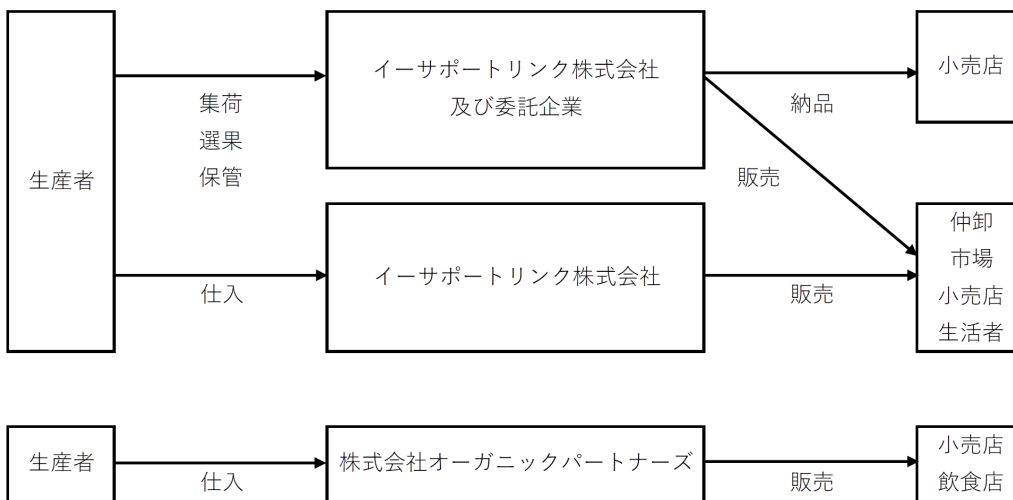 生産者
集荷
選果
保管
イーサポートリンク株式会社
及び委託企業
納品
小売店
販売
仕入
イーサポートリンク株式会社
販売
仲卸
市場
小売店
生活者
生産者
仕入
株式会社オーガニックパートナーズ
販売
小売店
飲食店